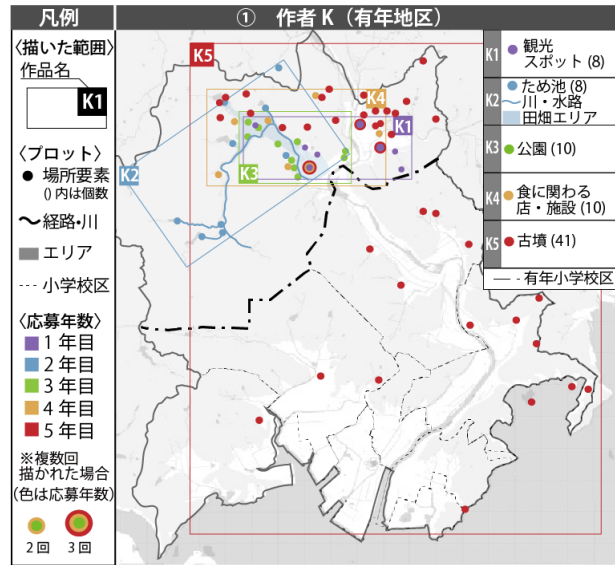 凡例
〈描いた範囲〉
作品名
K1
〈プロット〉
場所要素
() 内は個数
経路・川
エリア
小学校区
〈応募年数〉
1 年目
2 年目
3 年目
4 年目
5 年目
※複数回
描かれた場合
(色は応募年数)
2 回
3 回
① 作者 K（有年地区）
K5
K4
K1
K3
K2
K1
観光
スポット (8)
K2
ため池 (8)
川・水路
田畑エリア
K3
公園 (10)
K4
食に関わる
店・施設 (10)
K5
古墳 (41)
有年小学校区